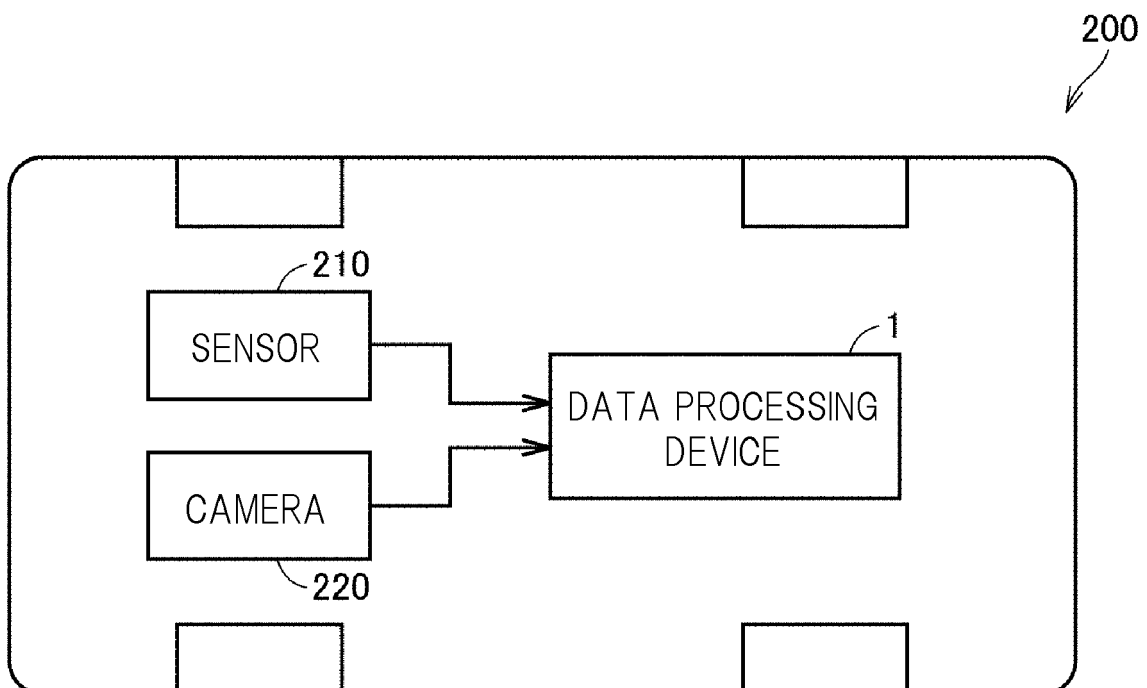 200
210
SENSOR
1
DATA PROCESSING
DEVICE
CAMERA
220